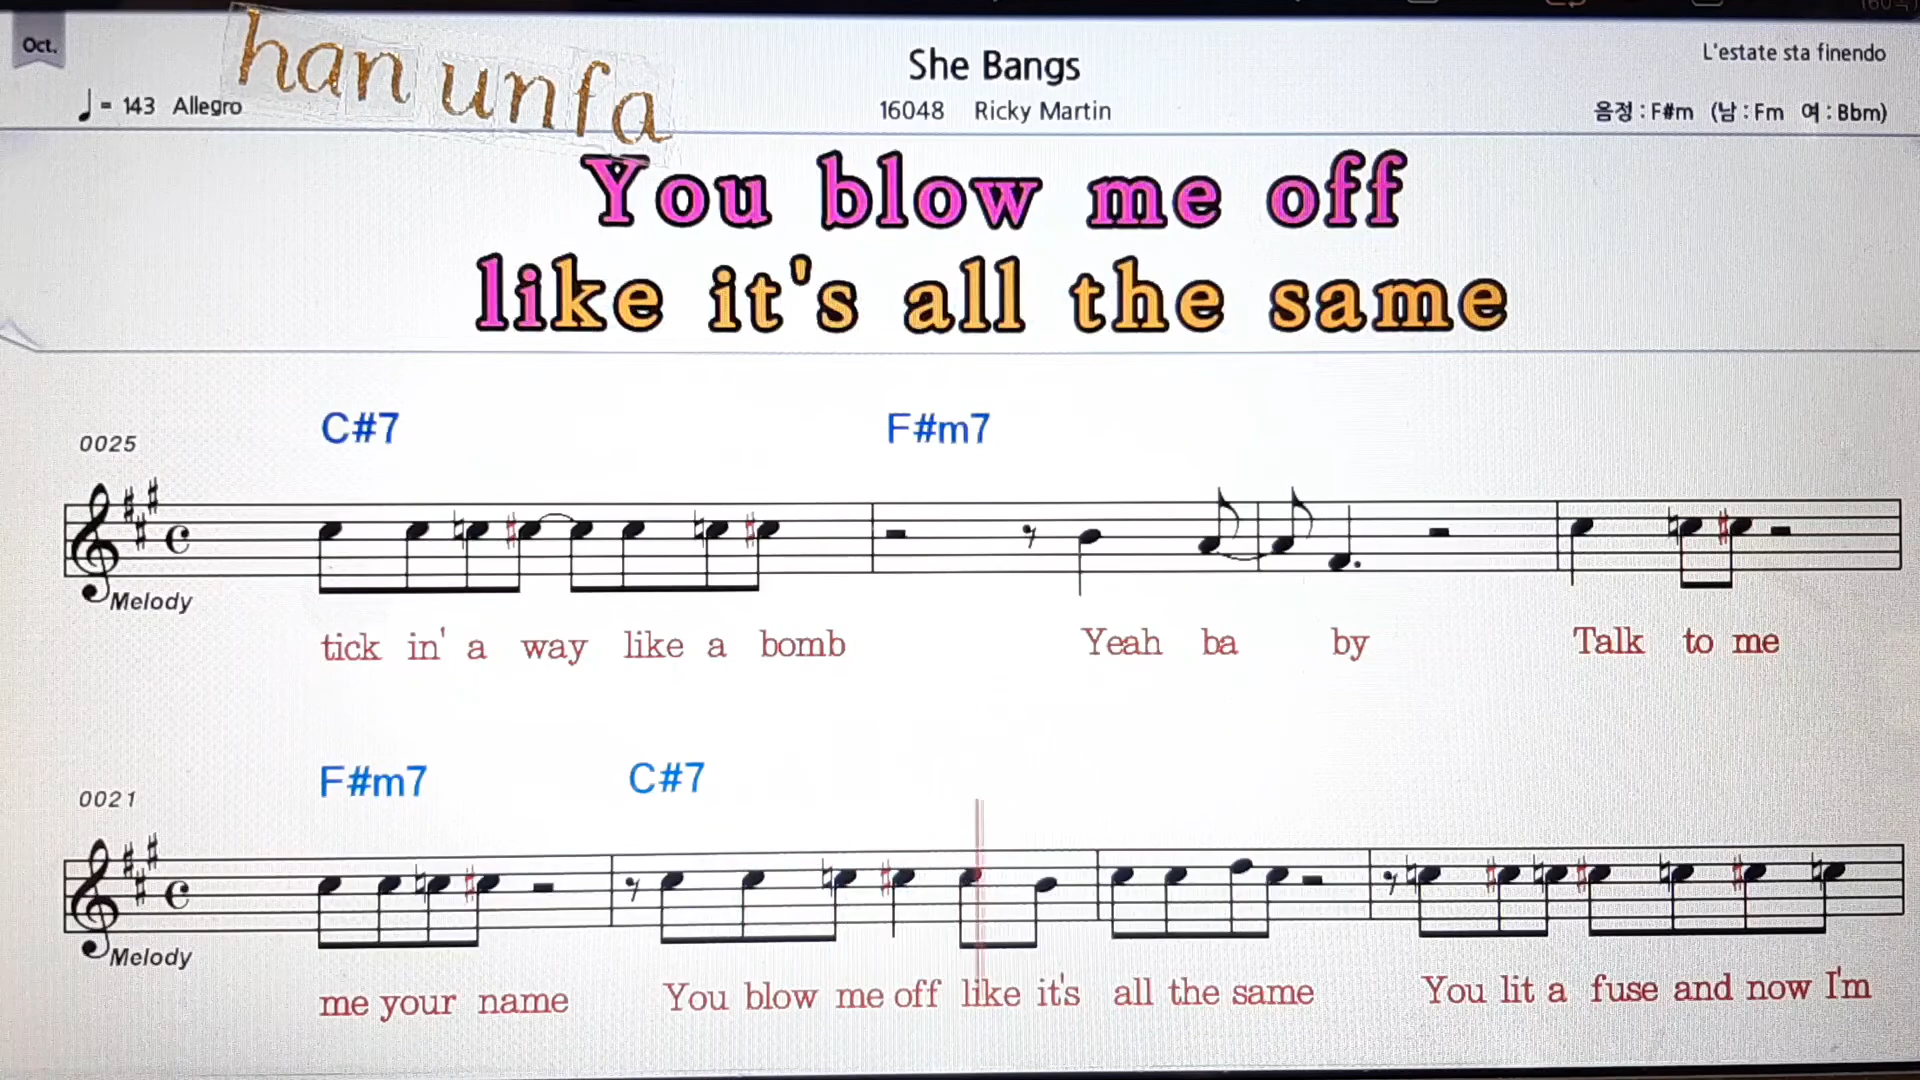 Oct.
han unfa
She Bangs
L'estate sta finendo
= 143 Allegro
16048 Ricky Martin
음정 : F#m (남 : Fm 여 : Bbm)
You blow me off
like it's all the same
C#7 F#m7
0025
Melody
tick in' a way like a bomb Yeah ba by Talk to me
F#m7 C#7
0021
Melody
me your name You blow me off like it's all the same You lit a fuse and now I'm